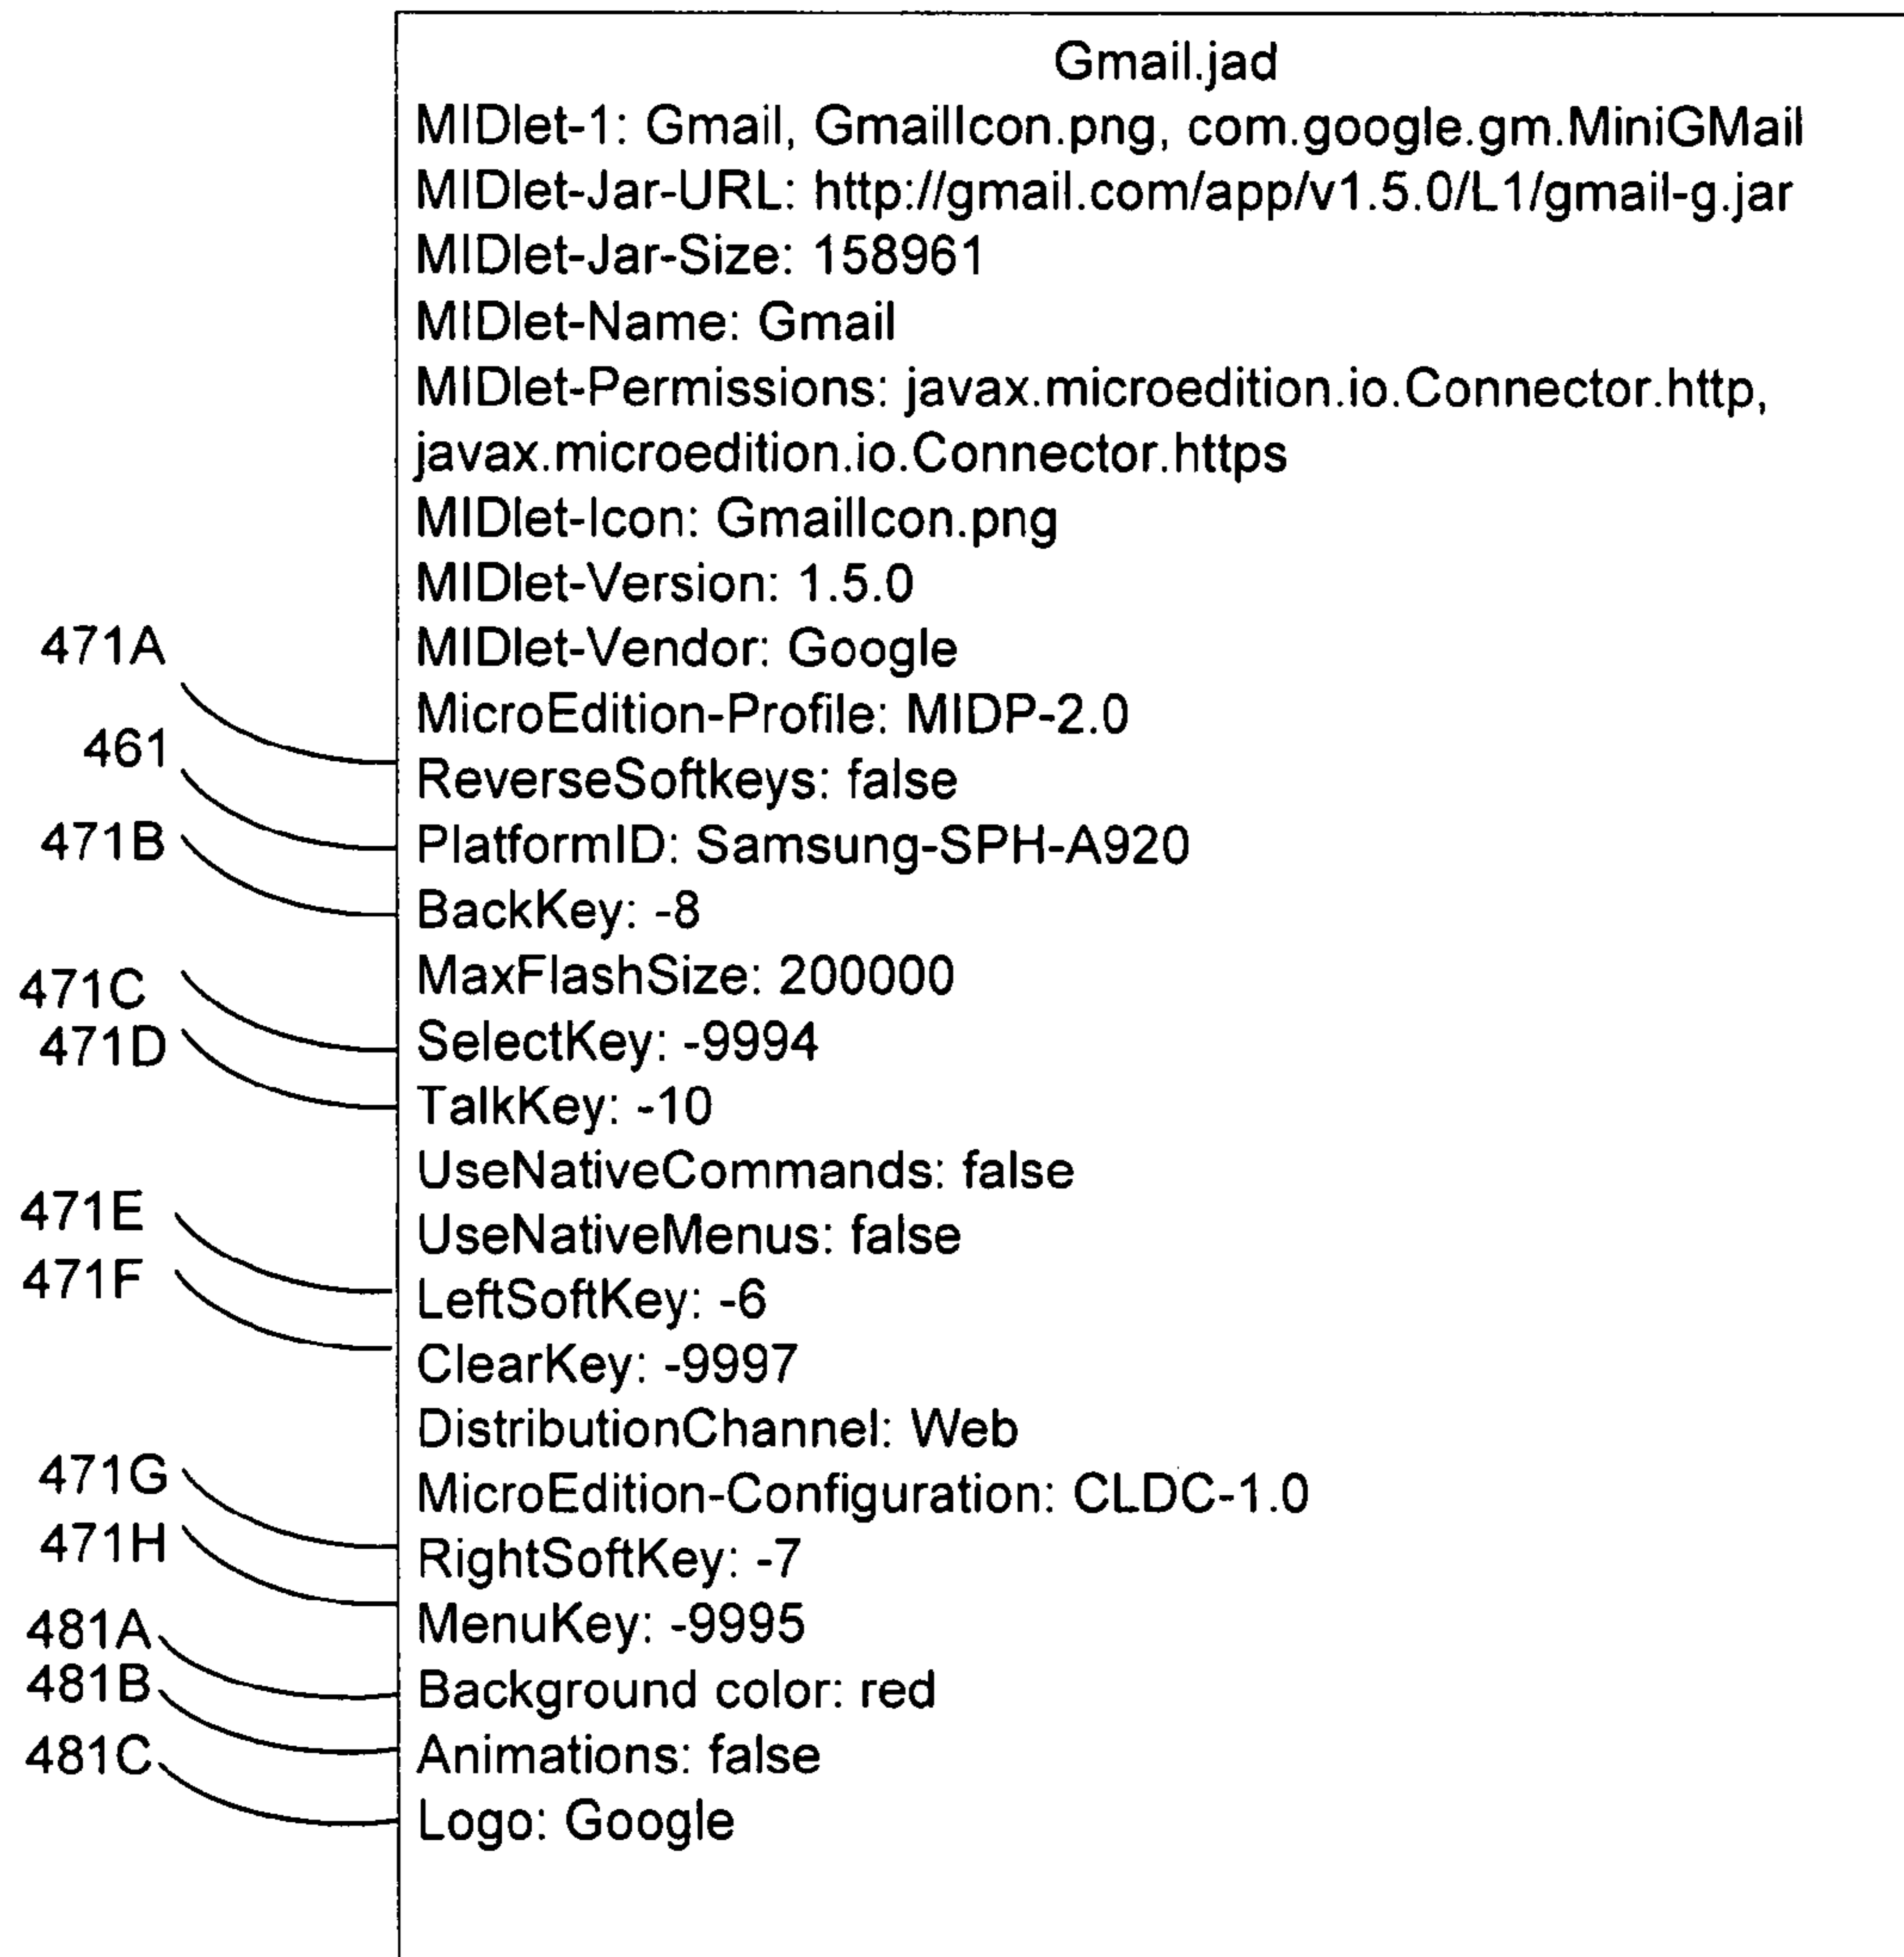 Gmail.jad
MIDlet-1: Gmail, GmailIcon.png, com.google.gm.MiniGMail
MIDlet-Jar-URL: http://gmail.com/app/v1.5.0/L1/gmail-g.jar
MIDlet-Jar-Size: 158961
MIDlet-Name: Gmail
MIDlet-Permissions: javax.microedition.io.Connector.http,
javax.microedition.io.Connector.https
MIDlet-Icon: GmailIcon.png
MIDlet-Version: 1.5.0
471A
MIDlet-Vendor: Google
MicroEdition-Profile: MIDP-2.0
461
ReverseSoftkeys: false
471B
PlatformID: Samsung-SPH-A920
BackKey: -8
471C
MaxFlashSize: 200000
471D
SelectKey: -9994
TalkKey: -10
UseNativeCommands: false
471E
UseNativeMenus: false
471F
LeftSoftKey: -6
ClearKey: -9997
DistributionChannel: Web
471G
MicroEdition-Configuration: CLDC-1.0
471H
RightSoftKey: -7
481A
MenuKey: -9995
481B
Background color: red
481C
Animations: false
Logo: Google